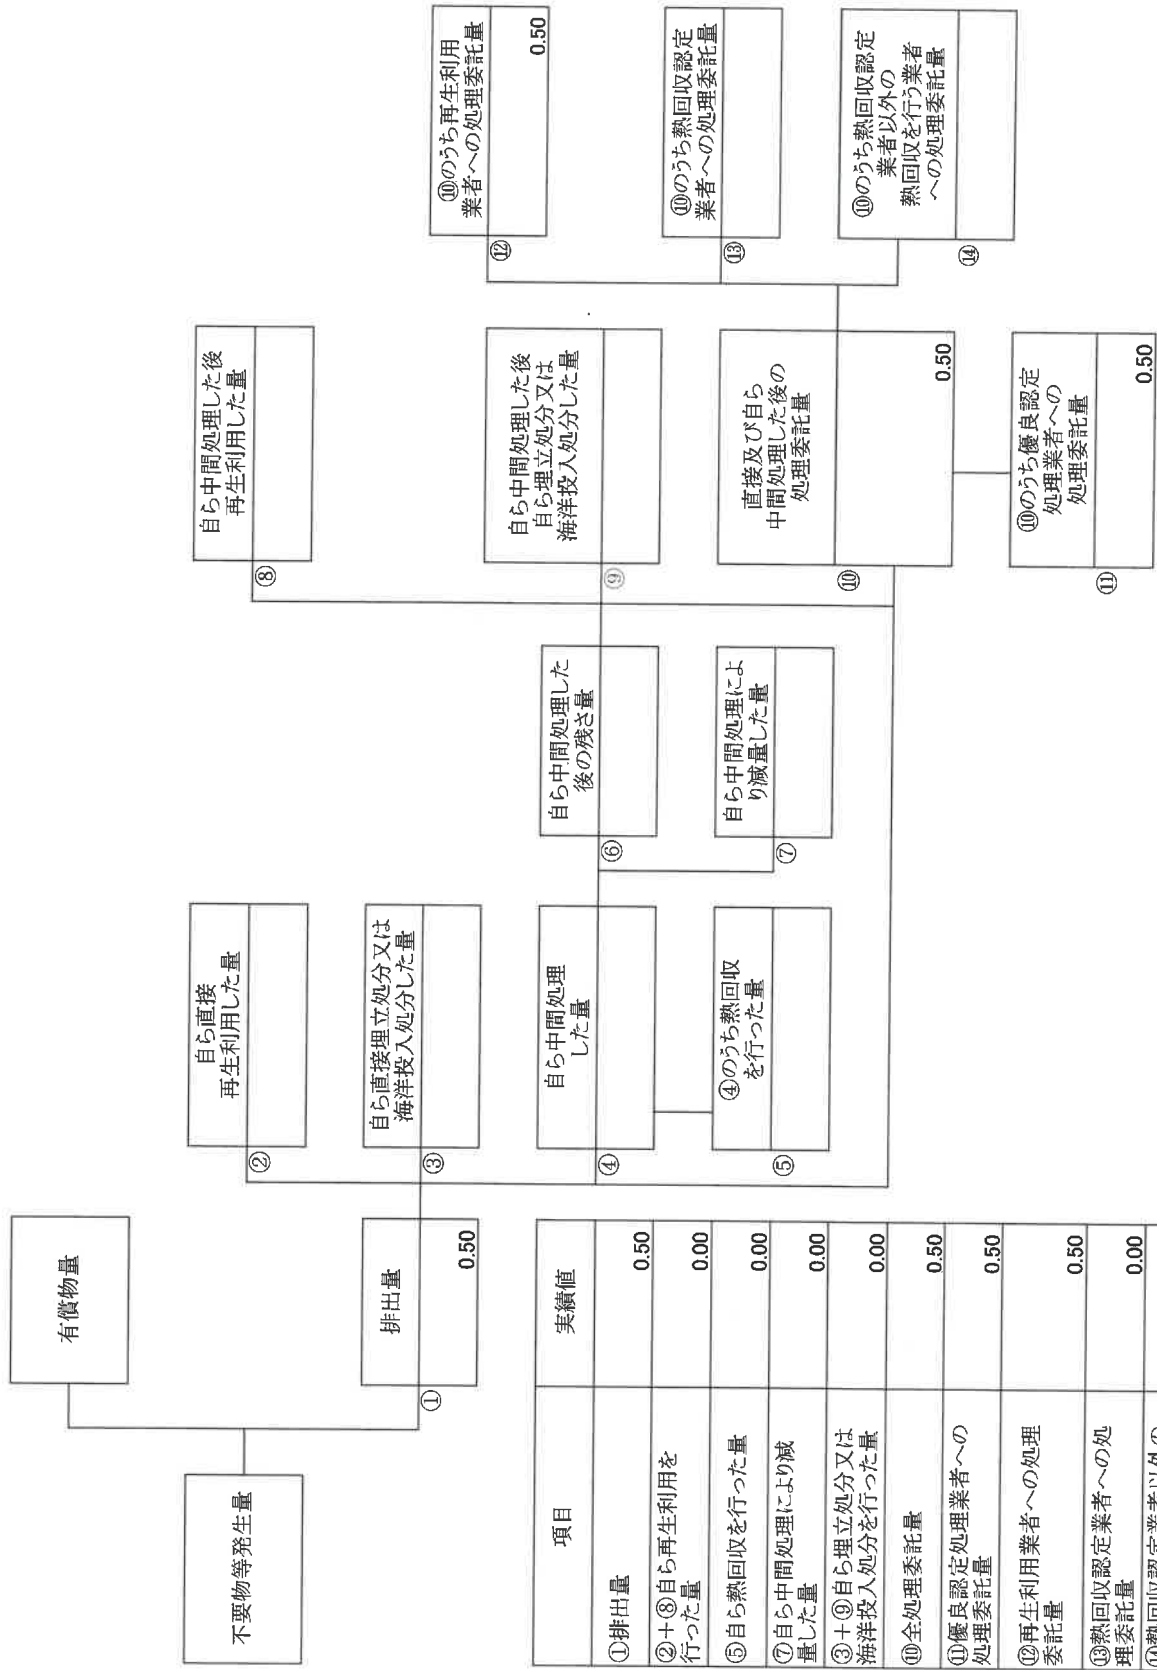 不要物等発生量
有償物量
排出量
①
0.50
②
自ら直接
再生利用した量
③
自ら直接埋立処分又は
海洋投入処分した量
④
自ら中間処理
した量
⑤
④のうち熱回収
を行った量
⑥
自ら中間処理した
後の残さ量
⑦
自ら中間処理によ
り減量した量
⑧
自ら中間処理した後
再生利用した量
⑨
自ら中間処理した後
自ら埋立処分又は
海洋投入処分した量
⑩
直接及び自ら
中間処理した後の
処理委託量
0.50
⑪
⑩のうち優良認定
処理業者への
処理委託量
0.50
⑫
⑩のうち再生利用
業者への処理委託量
0.50
⑬
⑩のうち熱回収認定
業者への処理委託量
⑭
⑩のうち熱回収認定
業者以外の
熱回収を行う業者
への処理委託量
項目 実績値
①排出量 0.50
②+⑧自ら再生利用を
行った量 0.00
⑤自ら熱回収を行った量 0.00
⑦自ら中間処理により減
量した量 0.00
③+⑨自ら埋立処分又は
海洋投入処分を行った量 0.00
⑩全処理委託量 0.50
⑪優良認定処理業者への
処理委託量 0.50
⑫再生利用業者への処理
委託量 0.50
⑬熱回収認定業者への処
理委託量 0.00
⑭熱回収認定業者以外の